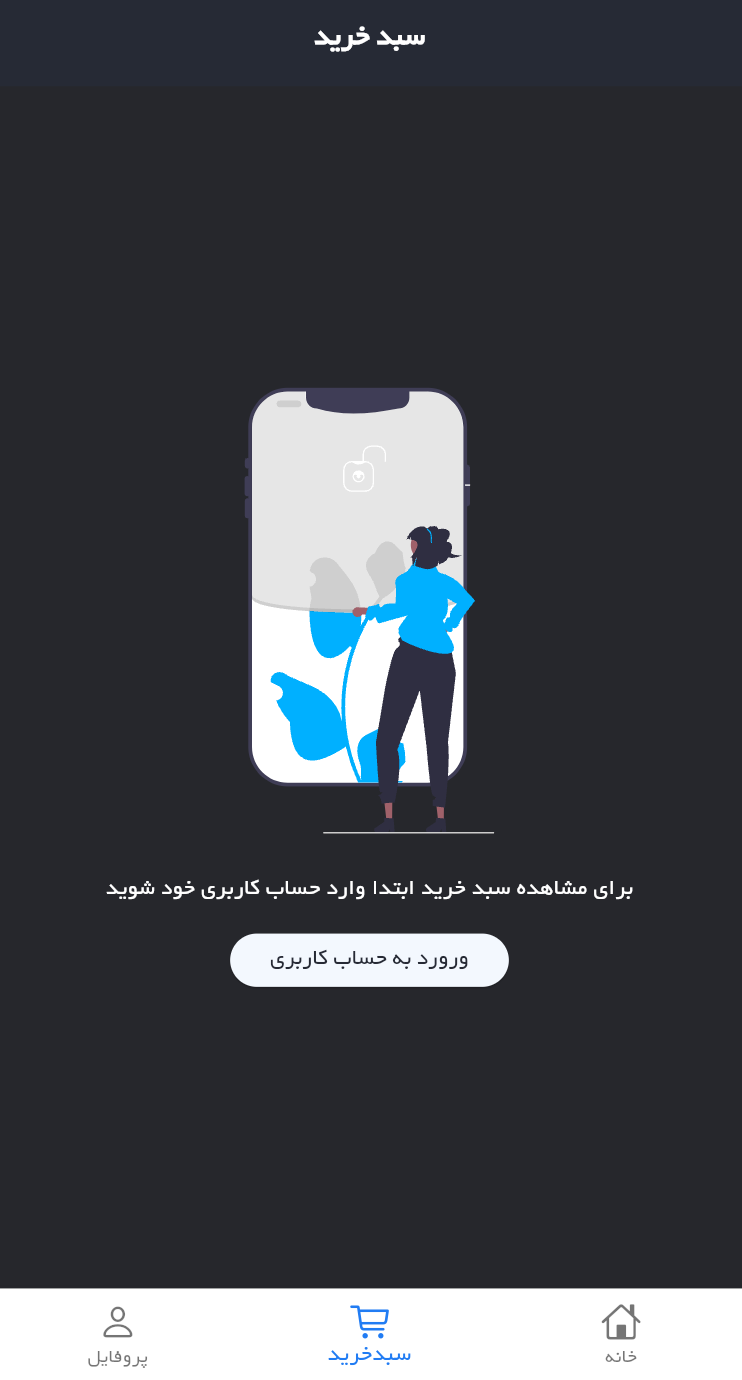 سبد خرید
برای مشاهده سبد خرید ابتدا وارد حساب کاربری خود شوید
ورورد به حساب کاربری
خانه
سبدخرید
پروفایل